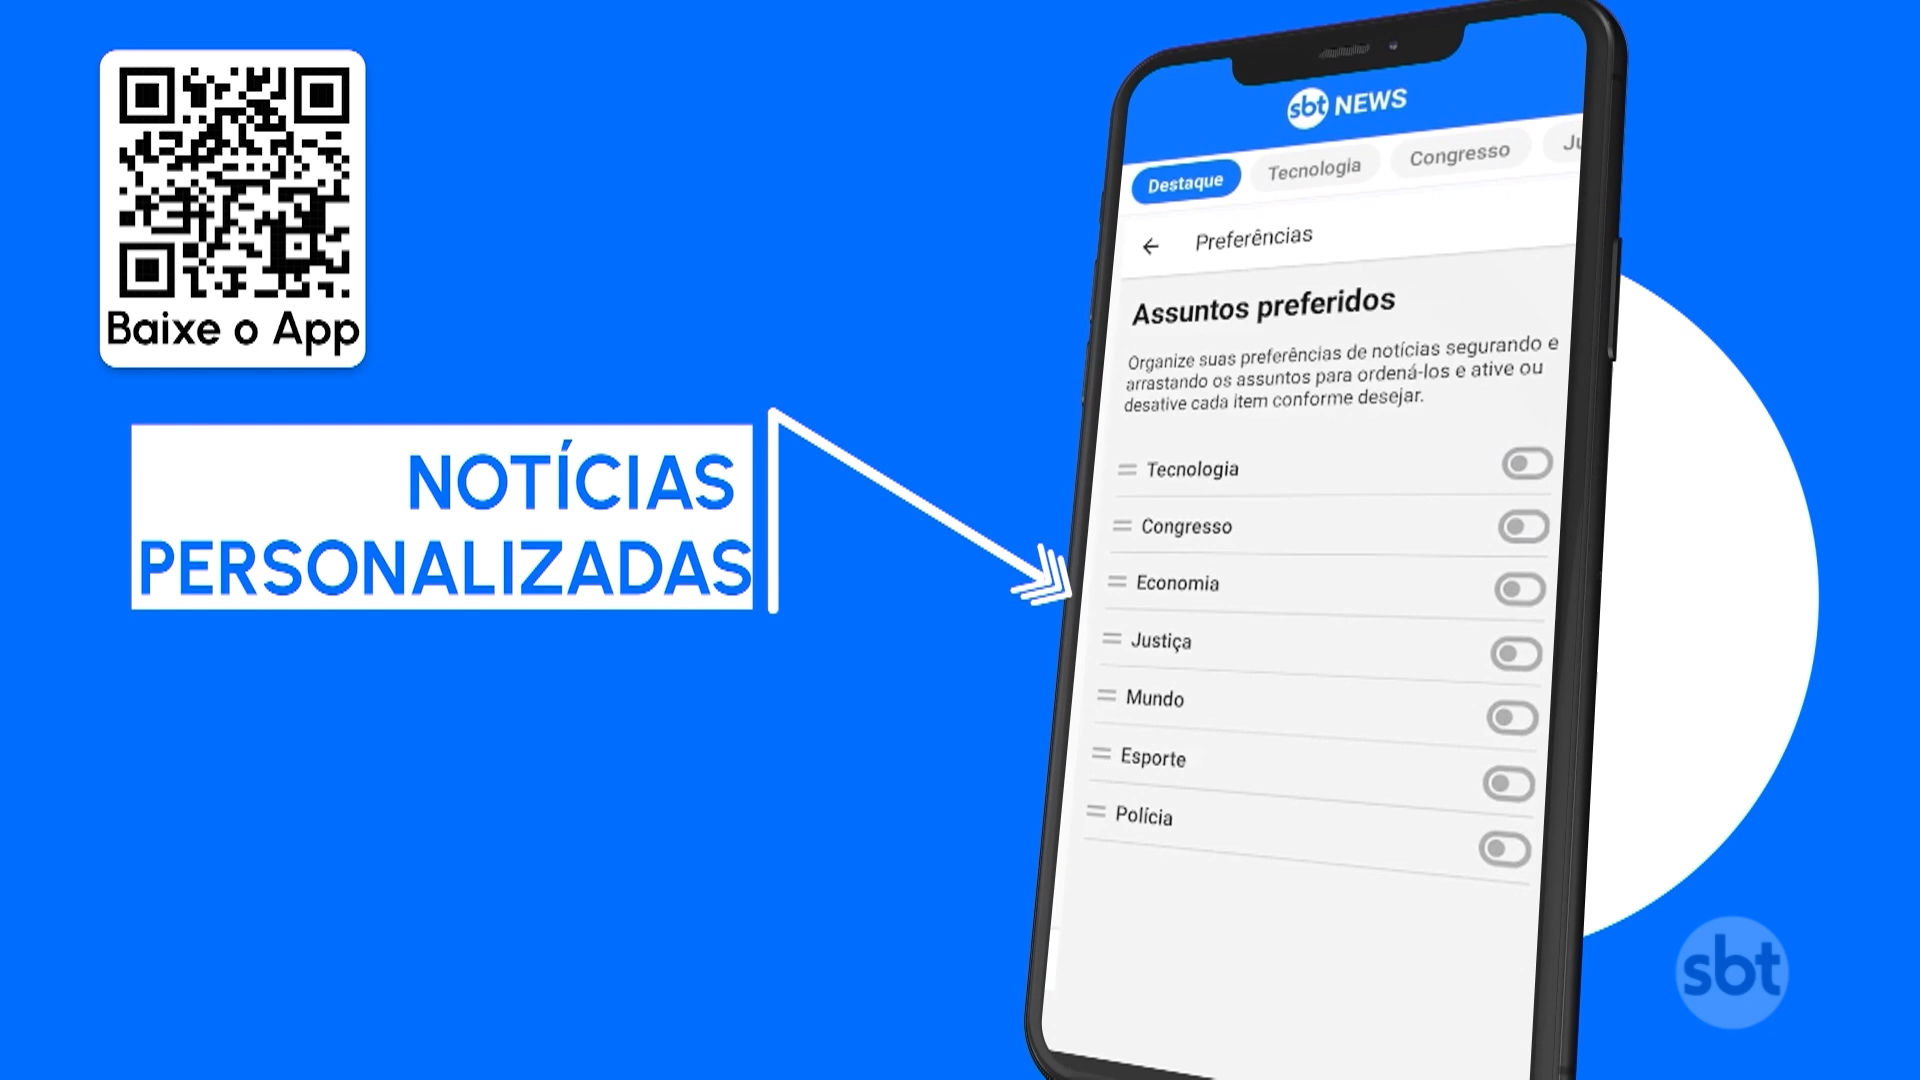 Baixe o App
NOTÍCIAS
PERSONALIZADAS
sbt NEWS
Destaque
Tecnologia
Congresso
Ju
Preferências
Assuntos preferidos
Organize suas preferências de notícias segurando e
arrastando os assuntos para ordená-los e ative ou
desative cada item conforme desejar.
Tecnologia
Congresso
Economia
Justiça
Mundo
Esporte
Polícia
sbt